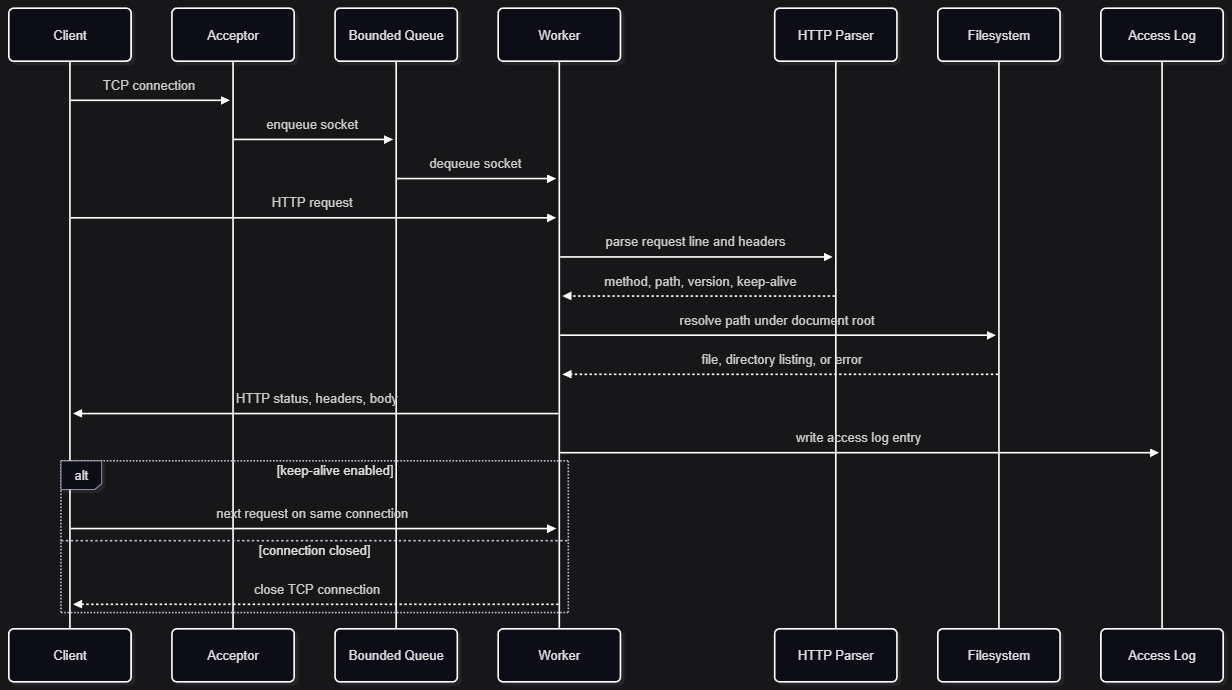 Client
Acceptor
Bounded Queue
Worker
HTTP Parser
Filesystem
Access Log
TCP connection
enqueue socket
dequeue socket
HTTP request
parse request line and headers
method, path, version, keep-alive
resolve path under document root
file, directory listing, or error
HTTP status, headers, body
write access log entry
alt
[keep-alive enabled]
next request on same connection
[connection closed]
close TCP connection
Client
Acceptor
Bounded Queue
Worker
HTTP Parser
Filesystem
Access Log